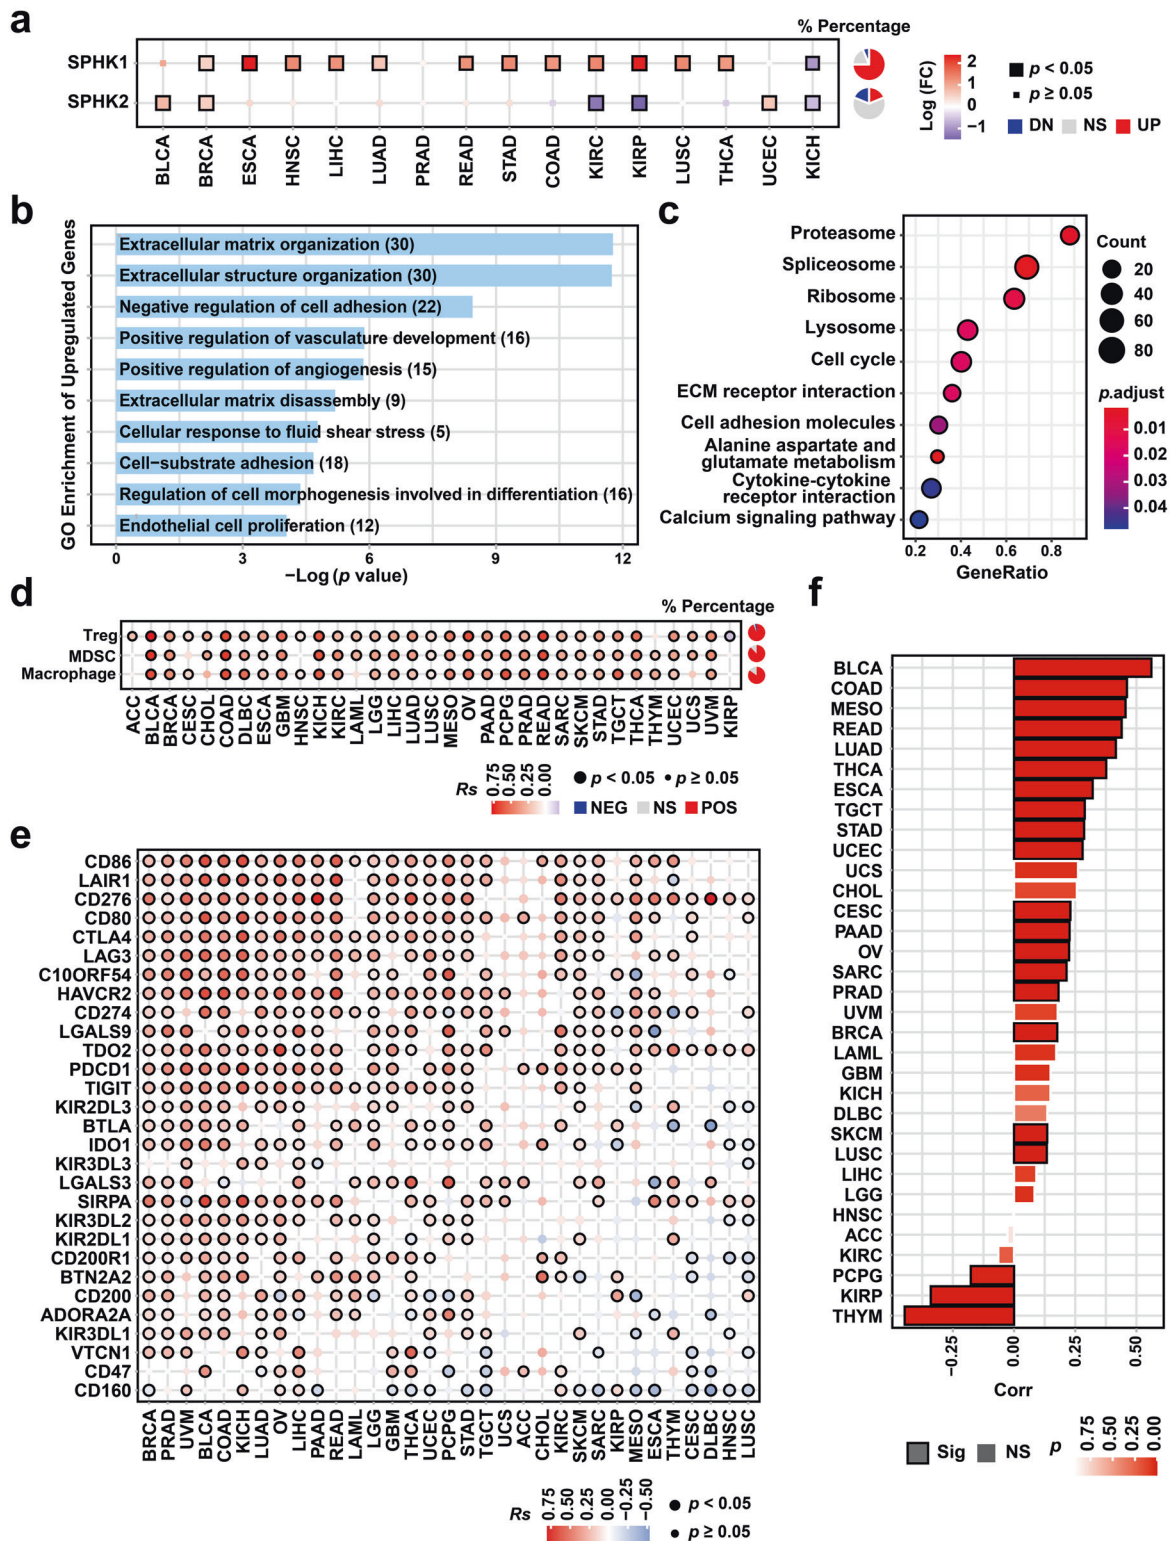 a
% Percentage
SPHK1
SPHK2
BLCA BRCA ESCA HNSC LIHC LUAD PRAD READ STAD COAD KIRC KIRP LUSC THCA UCEC KICH
Log (FC)
2
1
0
−1
p < 0.05
p ≥ 0.05
DN NS UP
b
GO Enrichment of Upregulated Genes
Extracellular matrix organization (30)
Extracellular structure organization (30)
Negative regulation of cell adhesion (22)
Positive regulation of vasculature development (16)
Positive regulation of angiogenesis (15)
Extracellular matrix disassembly (9)
Cellular response to fluid shear stress (5)
Cell−substrate adhesion (18)
Regulation of cell morphogenesis involved in differentiation (16)
Endothelial cell proliferation (12)
0 3 6 9 12
−Log (p value)
c
Proteasome
Spliceosome
Ribosome
Lysosome
Cell cycle
ECM receptor interaction
Cell adhesion molecules
Alanine aspartate and
glutamate metabolism
Cytokine-cytokine
receptor interaction
Calcium signaling pathway
0.2 0.4 0.6 0.8
GeneRatio
Count
20
40
60
80
p.adjust
0.01
0.02
0.03
0.04
d
% Percentage
Treg
MDSC
Macrophage
ACC BLCA BRCA CESC CHOL COAD DLBC ESCA GBM HNSC KICH KIRC LAML LGG LIHC LUAD LUSC MESO OV PAAD PCPG PRAD READ SARC SKCM STAD TGCT THCA THYM UCEC UCS UVM KIRP
Rs
0.75 0.50 0.25 0.00
p < 0.05 p ≥ 0.05
NEG NS POS
e
CD86
LAIR1
CD276
CD80
CTLA4
LAG3
C10ORF54
HAVCR2
CD274
LGALS9
TDO2
PDCD1
TIGIT
KIR2DL3
BTLA
IDO1
KIR3DL3
LGALS3
SIRPA
KIR3DL2
KIR2DL1
CD200R1
BTN2A2
CD200
ADORA2A
KIR3DL1
VTCN1
CD47
CD160
BRCA PRAD UVM BLCA COAD KICH LUAD OV LIHC PAAD READ LAML LGG GBM THCA UCEC PCPG STAD TGCT UCS ACC CHOL KIRC SKCM SARC KIRP MESO ESCA THYM CESC DLBC HNSC LUSC
Rs
0.75 0.50 0.25 0.00 −0.25 −0.50
p < 0.05
p ≥ 0.05
f
BLCA
COAD
MESO
READ
LUAD
THCA
ESCA
TGCT
STAD
UCEC
UCS
CHOL
CESC
PAAD
OV
SARC
PRAD
UVM
BRCA
LAML
GBM
KICH
DLBC
SKCM
LUSC
LIHC
LGG
HNSC
ACC
KIRC
PCPG
KIRP
THYM
−0.25 0.00 0.25 0.50
Corr
Sig NS
p
0.75 0.50 0.25 0.00